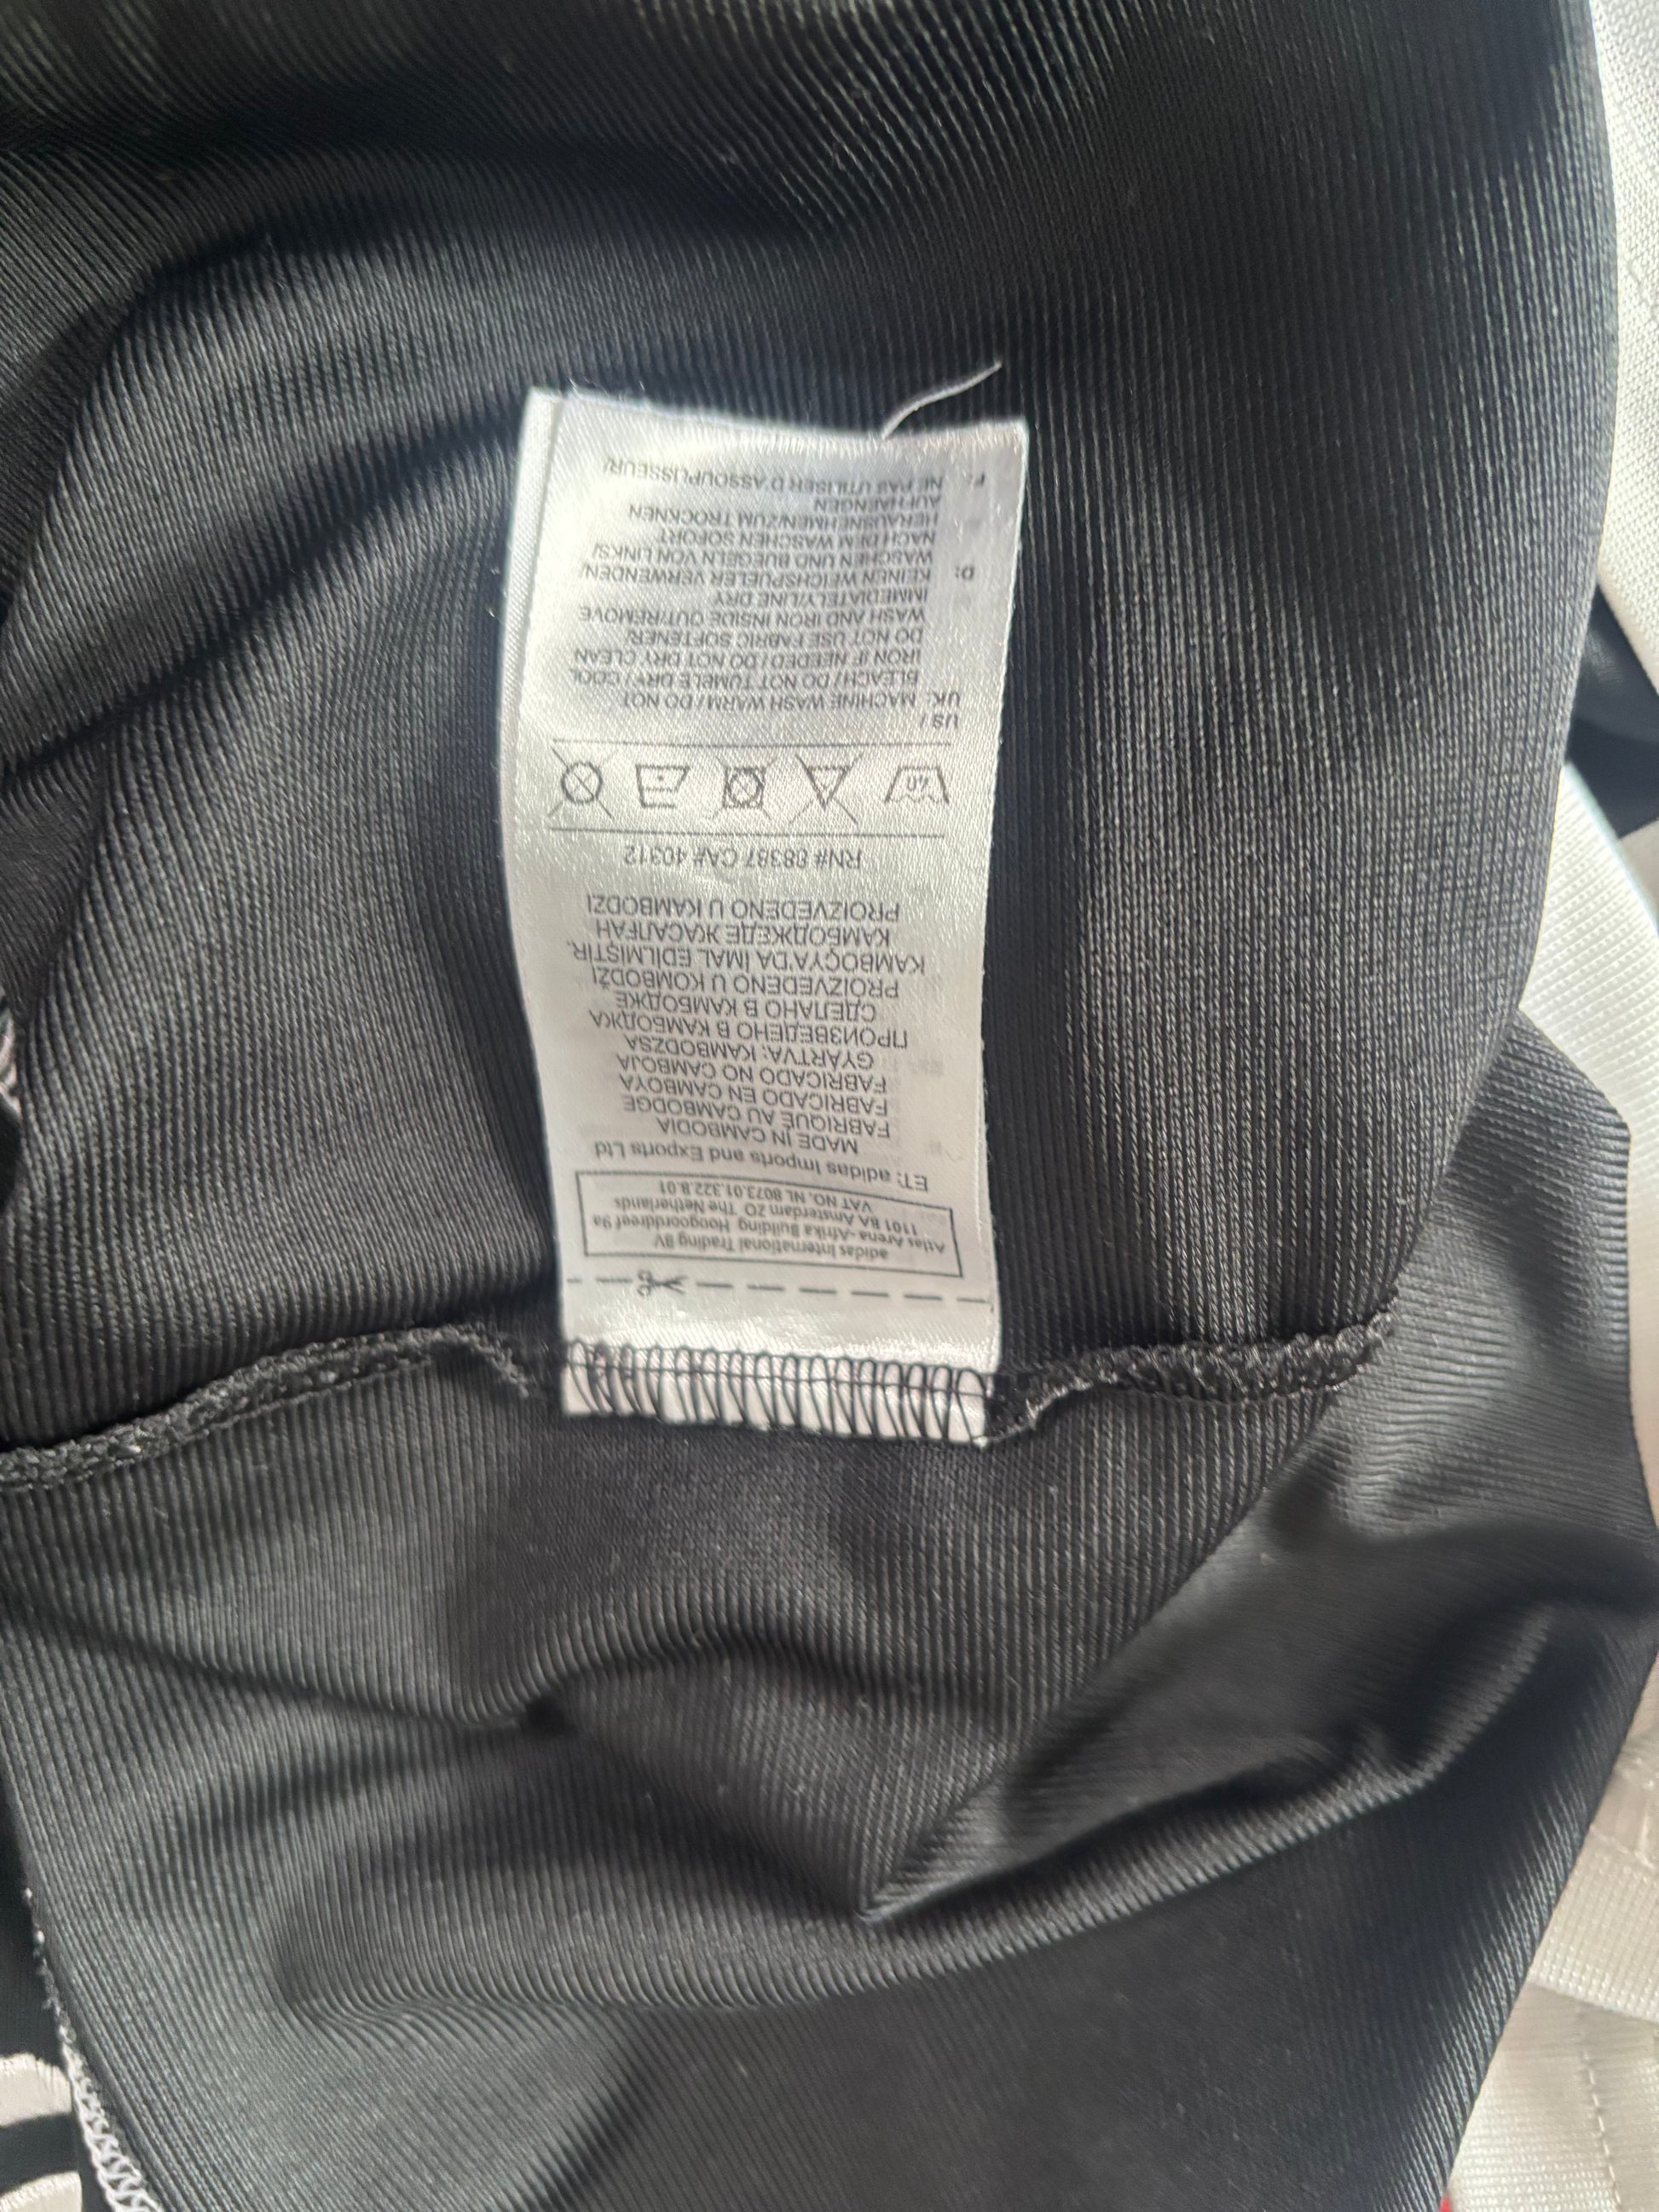 adidas International Trading BV
Atlas Arena-Afrika Building, Hoogoorddreef 9a
1101 BA Amsterdam ZO The Netherlands
VAT NO. NL 8073.01.322.B.01
ET: adidas Imports and Exports Ltd
MADE IN CAMBODIA
FABRIQUÉ AU CAMBODGE
FABRICADO EN CAMBOYA
FABRICADO NO CAMBOJA
GYÁRTVA: KAMBODZSA
ПРОИЗВЕДЕНО В КАМБОДЖА
СДЕЛАНО В КАМБОДЖЕ
PROIZVEDENO U KOMBODŽI
KAMBOÇYA'DA İMAL EDİLMİŞTİR.
КАМБОДЖЕДЕ ЖАСАЛҒАН
PROIZVEDENO U KAMBODZI
RN# 88387 CA# 40312
40
US /
UK: MACHINE WASH WARM / DO NOT
BLEACH / DO NOT TUMBLE DRY / COOL
IRON IF NEEDED / DO NOT DRY CLEAN
DO NOT USE FABRIC SOFTENER/
WASH AND IRON INSIDE OUT/REMOVE
IMMEDIATELY/LINE DRY
D: KEINEN WEICHSPUELER VERWENDEN/
WASCHEN UND BUEGELN VON LINKS/
NACH DEM WASCHEN SOFORT
HERAUSNEHMEN/ZUM TROCKNEN
AUFHAENGEN
F: NE PAS UTILISER D'ASSOUPLISSEUR/